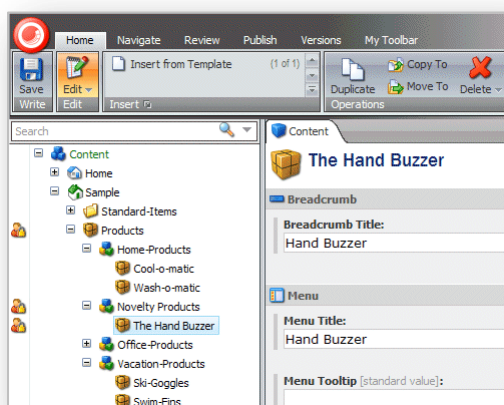 Home Navigate Review Publish Versions My Toolbar
Save
Write
Edit
Edit
Insert from Template (1 of 1)
Insert
Duplicate
Copy To
Move To
Delete
Operations
Search
Content
Home
Sample
Standard-Items
Products
Home-Products
Cool-o-matic
Wash-o-matic
Novelty Products
The Hand Buzzer
Office-Products
Vacation-Products
Ski-Goggles
Swim-Fins
Content
The Hand Buzzer
Breadcrumb
Breadcrumb Title:
Hand Buzzer
Menu
Menu Title:
Hand Buzzer
Menu Tooltip [standard value]: